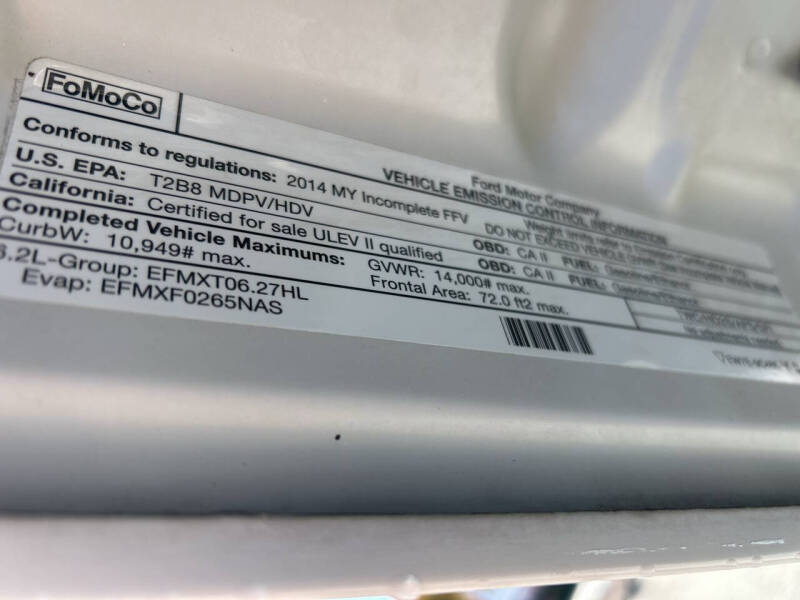 FoMoCo
Ford Motor Company
VEHICLE EMISSION CONTROL INFORMATION
Conforms to regulations: 2014 MY Incomplete FFV
U.S. EPA: T2B8 MDPV/HDV OBD: CA II FUEL:
California: Certified for sale ULEV II qualified OBD: CA II FUEL:
Completed Vehicle Maximums:
DO NOT EXCEED VEHICLE
CurbW: 10,949# max. GVWR: 14,000# max. Frontal Area: 72.0 ft2 max.
6.2L-Group: EFMXT06.27HL
Evap: EFMXF0265NAS